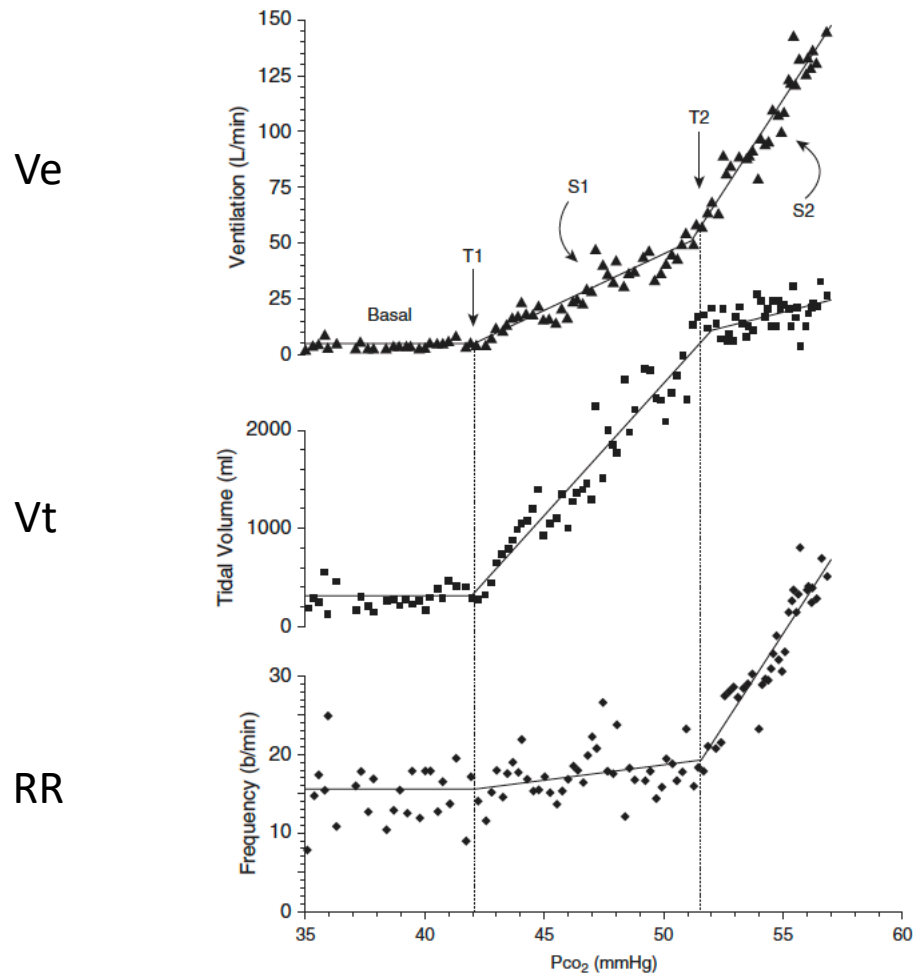 Ve
Ventilation (L/min)
150
125
100
75
50
25
0
Basal
T1
S1
T2
S2
Vt
Tidal Volume (ml)
2000
1000
0
RR
Frequency (b/min)
30
20
10
0
35
40
45
50
55
60
Pco2 (mmHg)